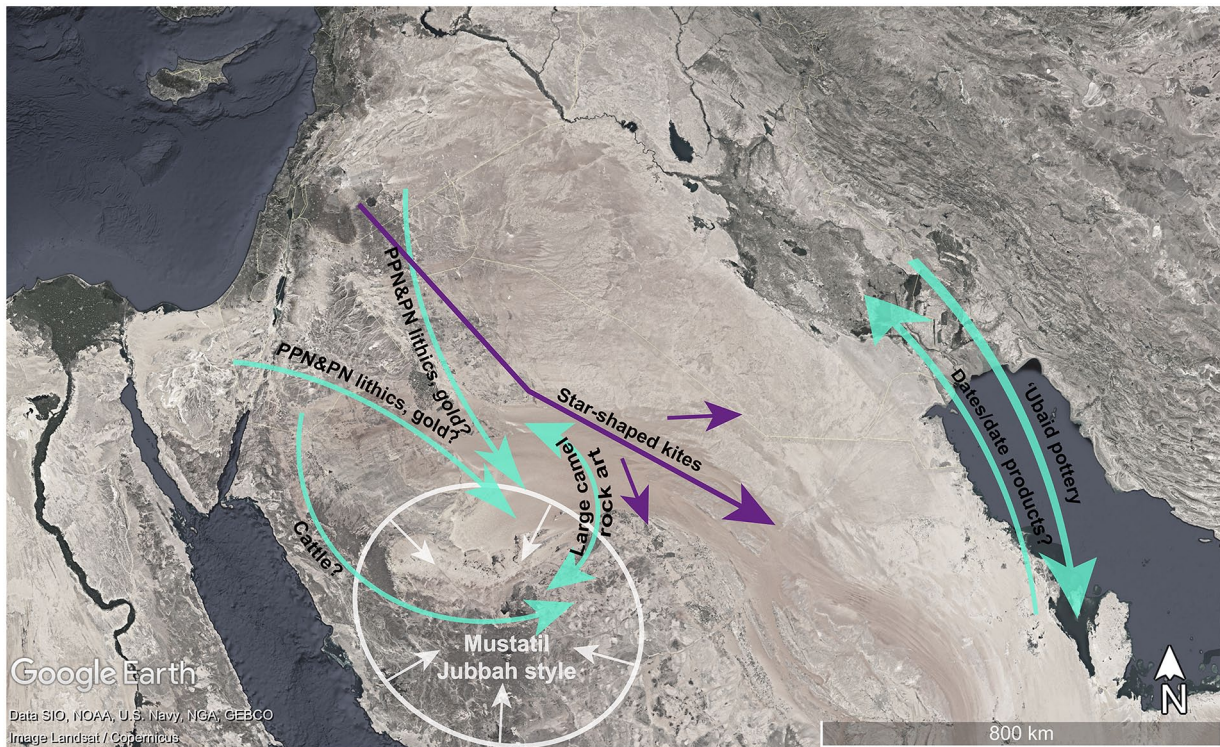 PPN&PN lithics, gold?
PPN&PN lithics, gold?
Star-shaped kites
Large camel
rock art
Cattle?
Dates/date products?
‘Ubaid pottery
Mustatil
Jubbah style
Google Earth
Data SIO, NOAA, U.S. Navy, NGA, GEBCO
Image Landsat / Copernicus
N
800 km